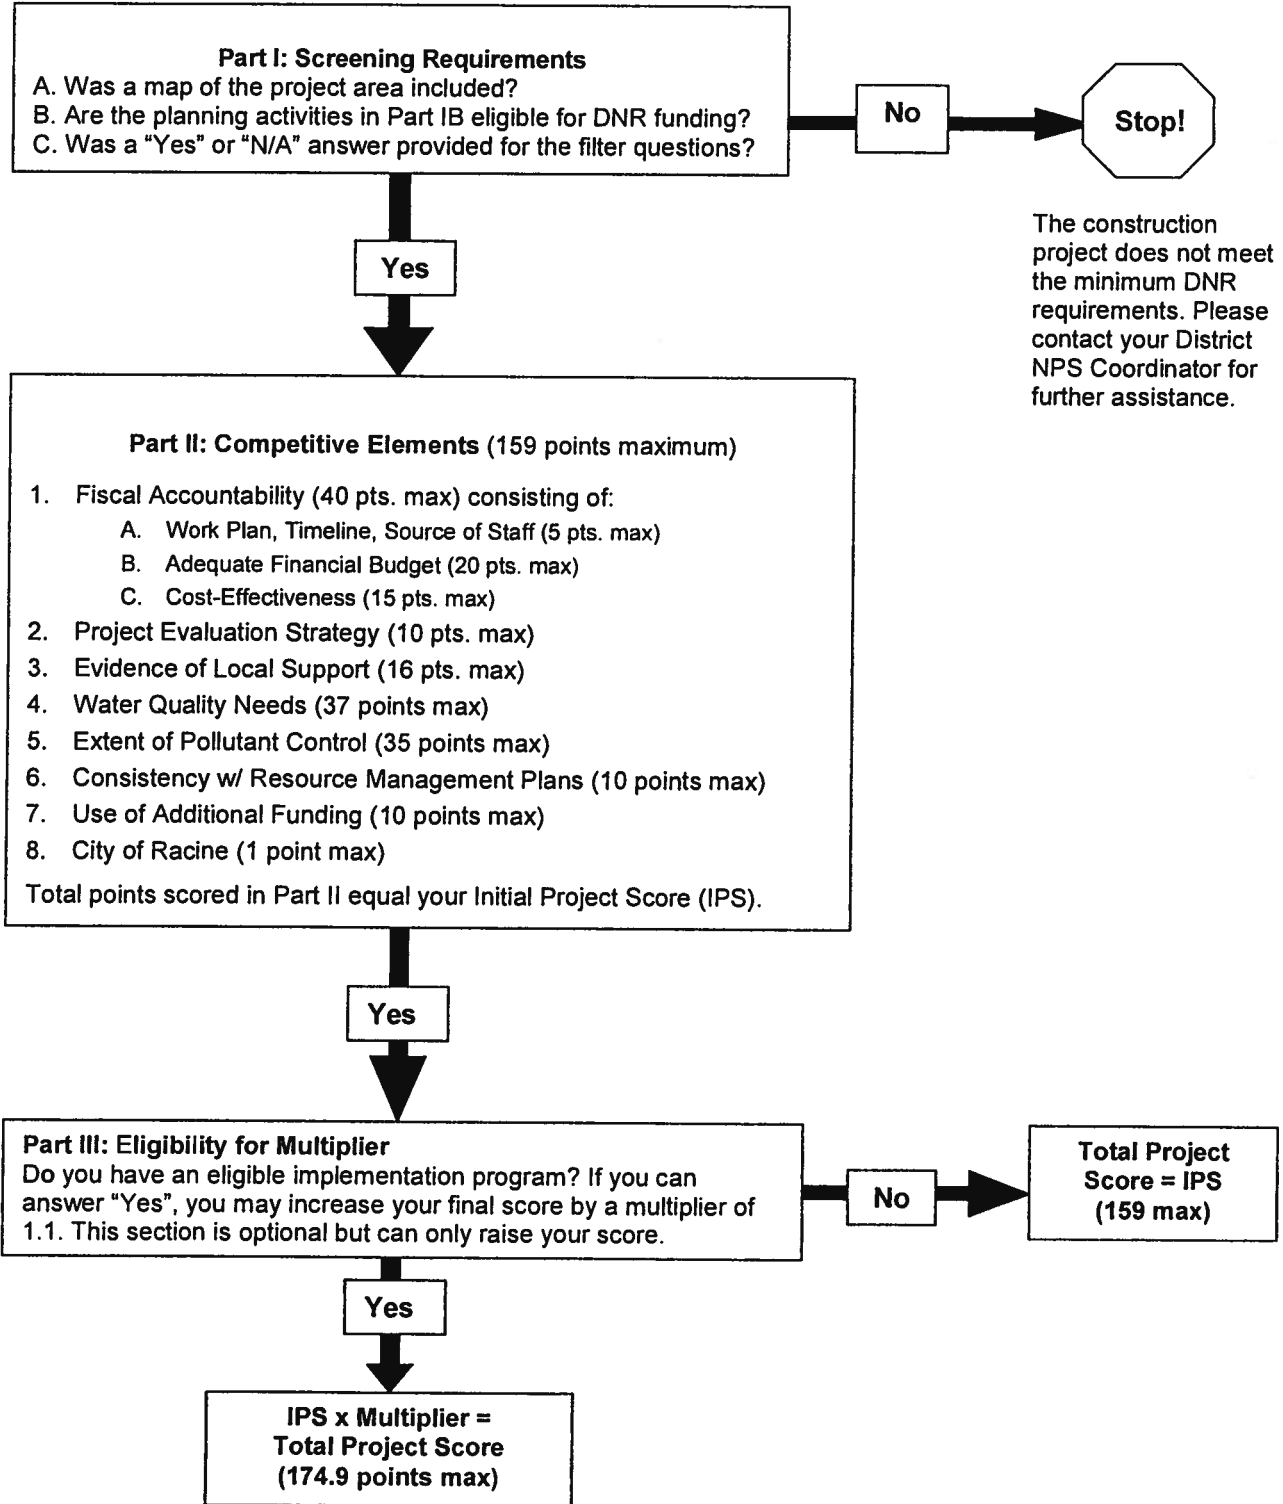 Part I: Screening Requirements
A. Was a map of the project area included?
B. Are the planning activities in Part IB eligible for DNR funding?
C. Was a “Yes” or “N/A” answer provided for the filter questions?
No
Stop!
The construction
project does not meet
the minimum DNR
requirements. Please
contact your District
NPS Coordinator for
further assistance.
Yes
Part II: Competitive Elements (159 points maximum)
1. Fiscal Accountability (40 pts. max) consisting of:
A. Work Plan, Timeline, Source of Staff (5 pts. max)
B. Adequate Financial Budget (20 pts. max)
C. Cost-Effectiveness (15 pts. max)
2. Project Evaluation Strategy (10 pts. max)
3. Evidence of Local Support (16 pts. max)
4. Water Quality Needs (37 points max)
5. Extent of Pollutant Control (35 points max)
6. Consistency w/ Resource Management Plans (10 points max)
7. Use of Additional Funding (10 points max)
8. City of Racine (1 point max)
Total points scored in Part II equal your Initial Project Score (IPS).
Yes
Part III: Eligibility for Multiplier
Do you have an eligible implementation program? If you can
answer “Yes”, you may increase your final score by a multiplier of
1.1. This section is optional but can only raise your score.
No
Total Project
Score = IPS
(159 max)
Yes
IPS x Multiplier =
Total Project Score
(174.9 points max)